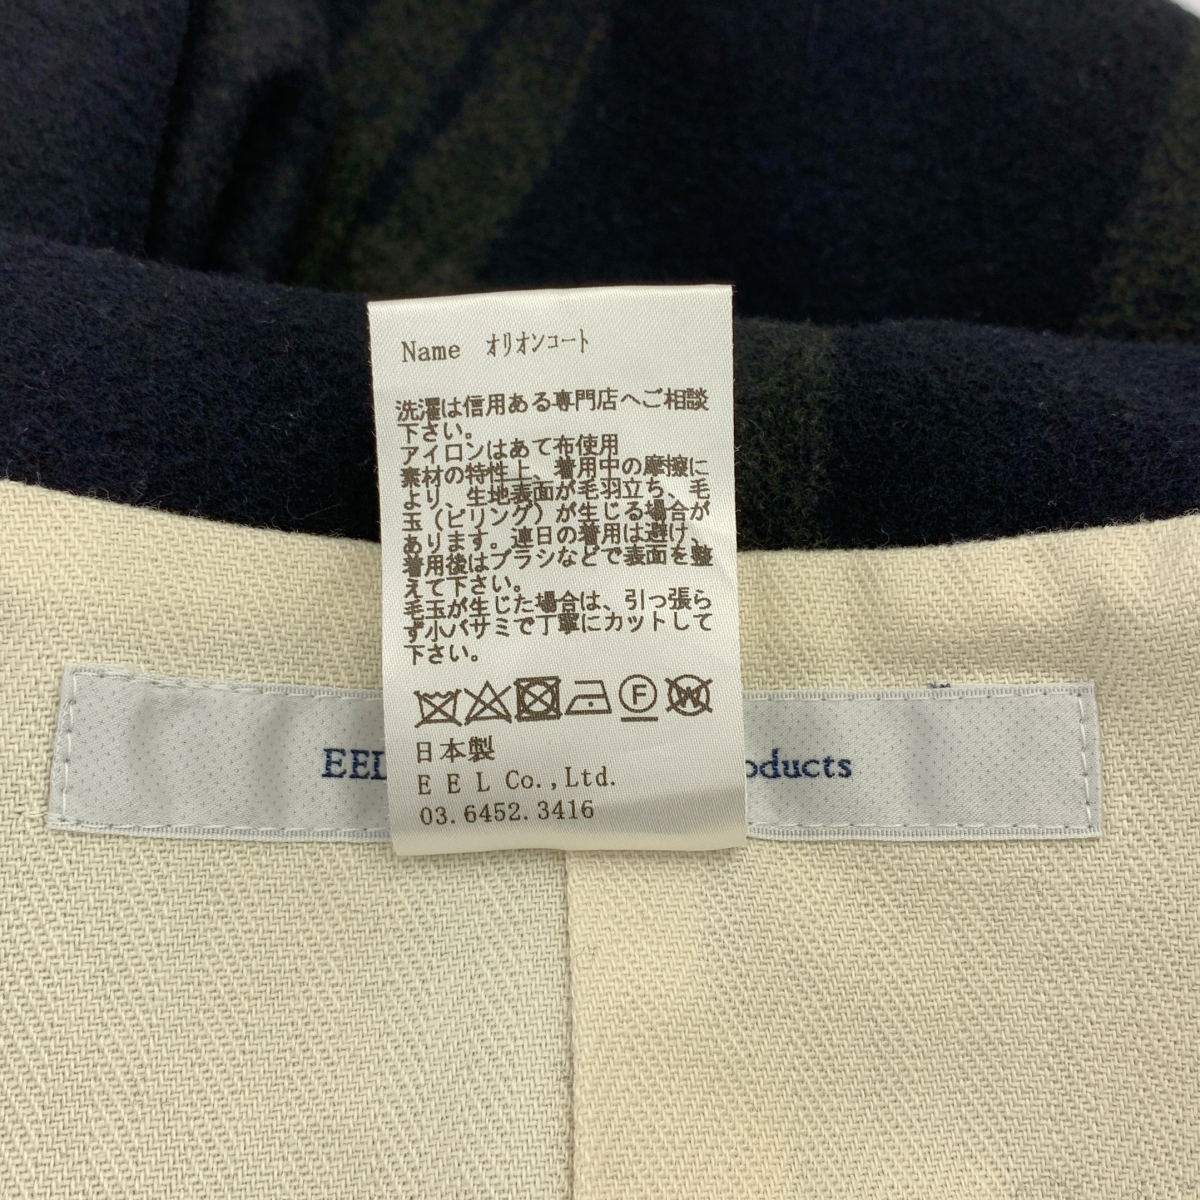 Name オリオンコート
洗濯は信用ある専門店へご相談
下さい。
アイロンはあて布使用
素材の特性上、着用中の摩擦に
より、生地表面が毛羽立ち、毛
玉（ピリング）が生じる場合が
あります。連日の着用は避け、
着用後はブラシなどで表面を整
えて下さい。
毛玉が生じた場合は、引っ張ら
ず小バサミで丁寧にカットして
下さい。
F W
日本製
EEL Co.,Ltd.
03.6452.3416
EEL
oducts